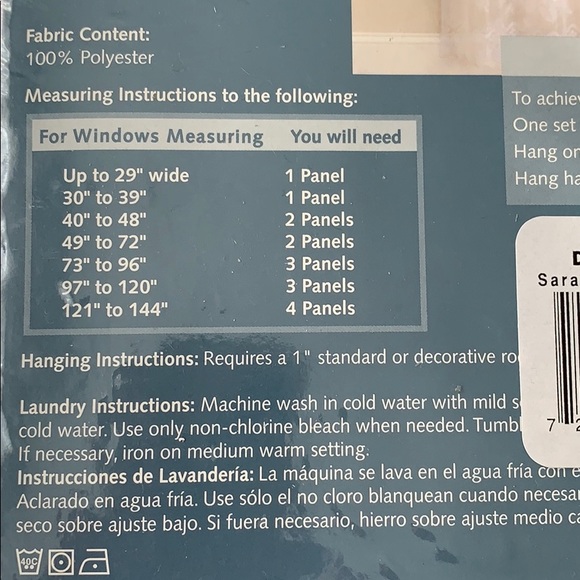 Fabric Content:
100% Polyester
Measuring Instructions to the following:
For Windows Measuring You will need
Up to 29" wide 1 Panel
30" to 39" 1 Panel
40" to 48" 2 Panels
49" to 72" 2 Panels
73" to 96" 3 Panels
97" to 120" 3 Panels
121" to 144" 4 Panels
To
One set
Hang
Hang
Hanging Instructions: Requires a 1" standard or decorative
Laundry Instructions: Machine wash in cold water with mild
cold water. Use only non-chlorine bleach when needed.
If necessary, iron on medium warm setting.
Instrucciones de Lavandería: La máquina se lava en el agua fría con
Aclarado en agua fría. Use sólo el no cloro blanquean cuando
seco sobre ajuste bajo. Si fuera necesario, hierro sobre ajuste medio
Sara
7
40C